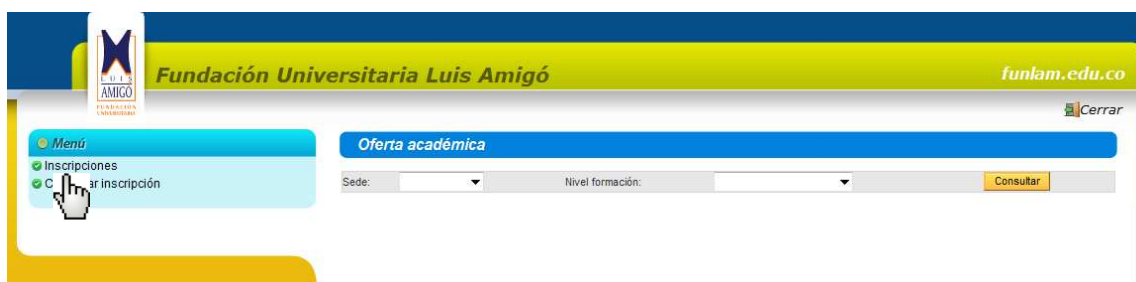 LUIS
AMIGÓ
FUNDACIÓN
UNIVERSITARIA
Fundación Universitaria Luis Amigó
funlam.edu.co
Cerrar
Menú
Inscripciones
C ar inscripción
Oferta académica
Sede:
Nivel formación:
Consultar